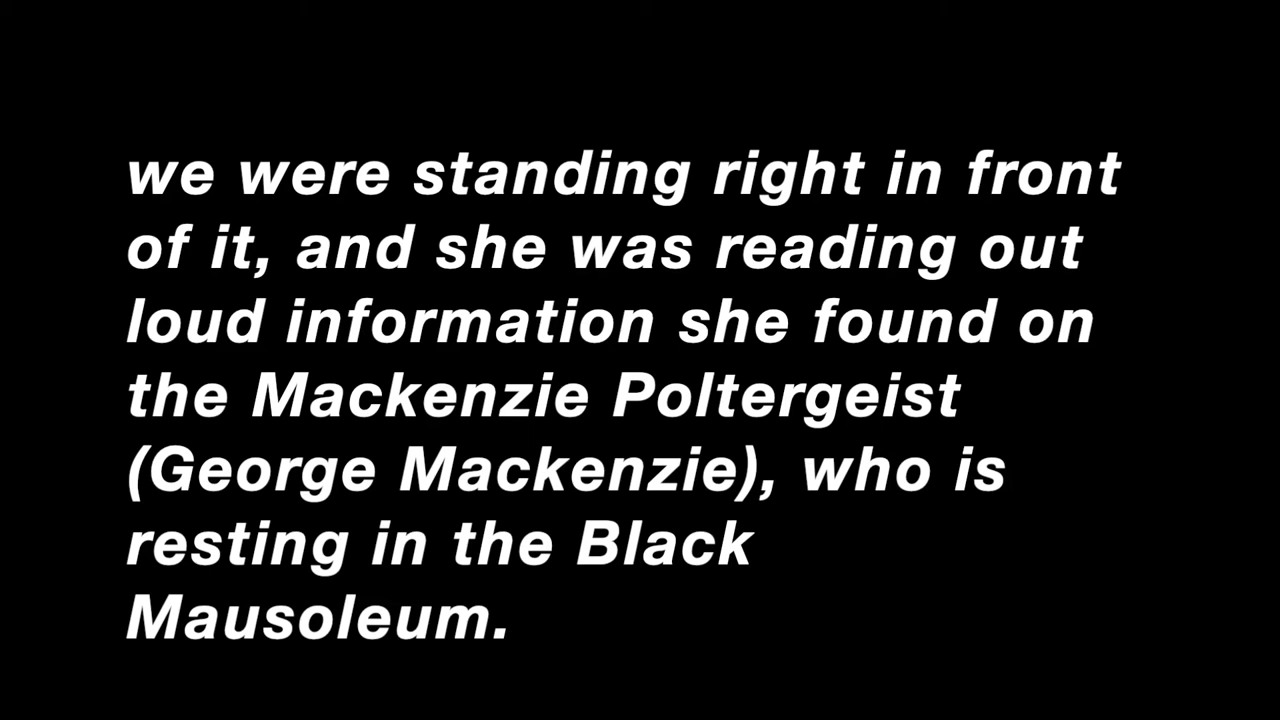 we were standing right in front
of it, and she was reading out
loud information she found on
the Mackenzie Poltergeist
(George Mackenzie), who is
resting in the Black
Mausoleum.